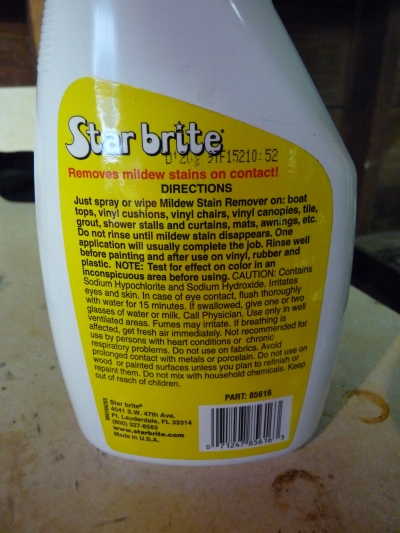 Star brite®
15210:52
Removes mildew stains on contact!
DIRECTIONS
Just spray or wipe Mildew Stain Remover on: boat
tops, vinyl cushions, vinyl chairs, vinyl canopies, tile,
grout, shower stalls and curtains, mats, awnings, etc.
Do not rinse until mildew stain disappears. One
application will usually complete the job. Rinse well
before painting and after use on vinyl, rubber and
plastic. NOTE: Test for effect on color in an
inconspicuous area before using. CAUTION: Contains
Sodium Hypochlorite and Sodium Hydroxide. Irritates
eyes and skin. In case of eye contact, flush thoroughly
with water for 15 minutes. If swallowed, give one or two
glasses of water or milk. Call Physician. Use only in well
ventilated areas. Fumes may irritate. If breathing is
affected, get fresh air immediately. Not recommended for
use by persons with heart conditions or chronic
respiratory problems. Do not use on fabrics. Avoid
prolonged contact with metals or porcelain. Do not use on
wood or painted surfaces unless you plan to refinish or
repaint them. Do not mix with household chemicals. Keep
out of reach of children.
PART: 85616
Star brite®
4041 S.W. 47th Ave.
Ft. Lauderdale, FL 33314
(800) 327-8583
www.starbrite.com
Made in U.S.A.
0 71247 85616 3